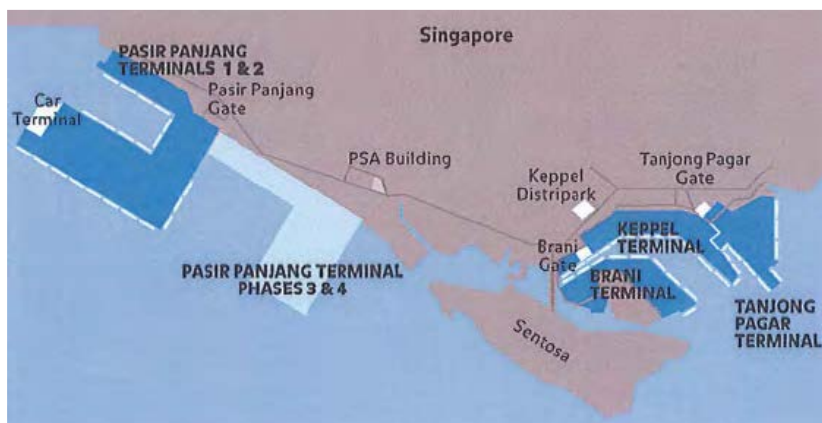 Singapore
PASIR PANJANG
TERMINALS 1 & 2
Pasir Panjang
Gate
Car
Terminal
PSA Building
Keppel
Distripark
Tanjong Pagar
Gate
KEPPEL
TERMINAL
Brani
Gate
BRANI
TERMINAL
PASIR PANJANG TERMINAL
PHASES 3 & 4
TANJONG
PAGAR
TERMINAL
Sentosa